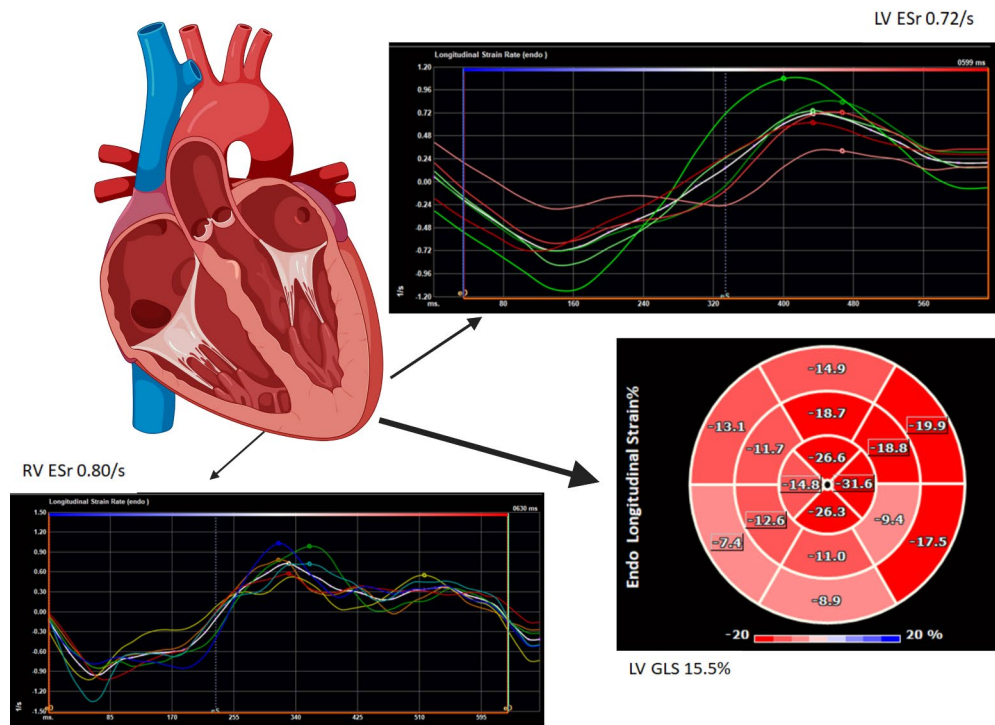 LV ESr 0.72/s
Longitudinal Strain Rate (endo )
0599 ms
1.20
0.96
0.72
0.48
0.24
0.00
-0.24
-0.48
-0.72
-0.96
-1.20
1/s
ms. 80 160 240 320 400 480 560
Endo Longitudinal Strain%
-14.9
-13.1 -18.7 -19.9
-11.7 -26.6 -18.8
-14.8 -31.6
-7.4 -12.6 -26.3 -9.4 -17.5
-11.0
-8.9
-20 20 %
LV GLS 15.5%
RV ESr 0.80/s
Longitudinal Strain Rate (endo )
0630 ms
1.50
1.20
0.90
0.60
0.30
0.00
-0.30
-0.60
-0.90
-1.20
-1.50
1/s
ms. 85 170 255 340 425 510 595